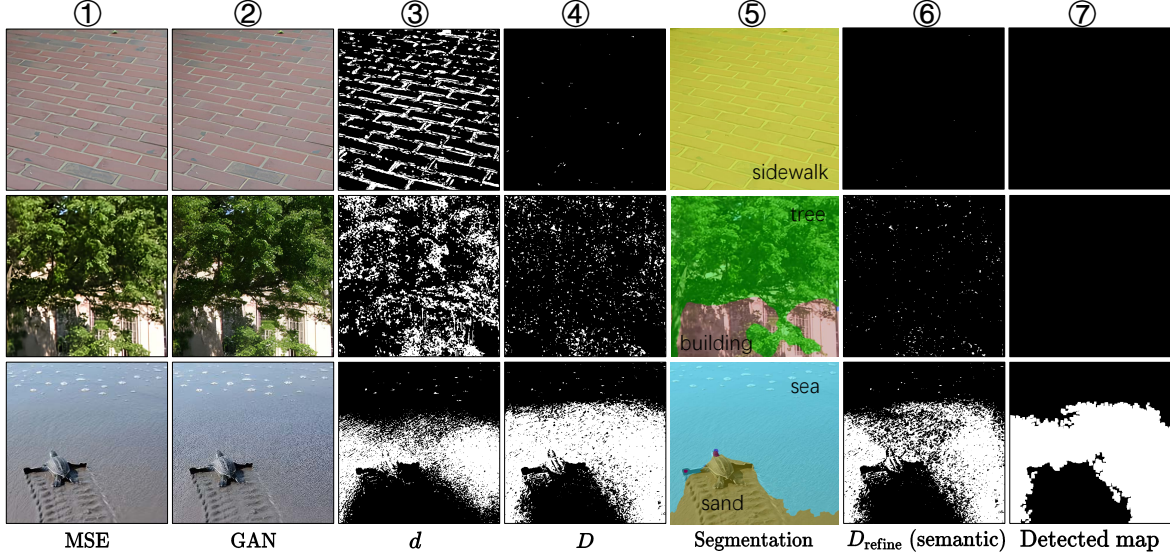 ① ② ③ ④ ⑤ ⑥ ⑦
sidewalk
tree
building
sea
sand
MSE GAN d D Segmentation D_refine (semantic) Detected map